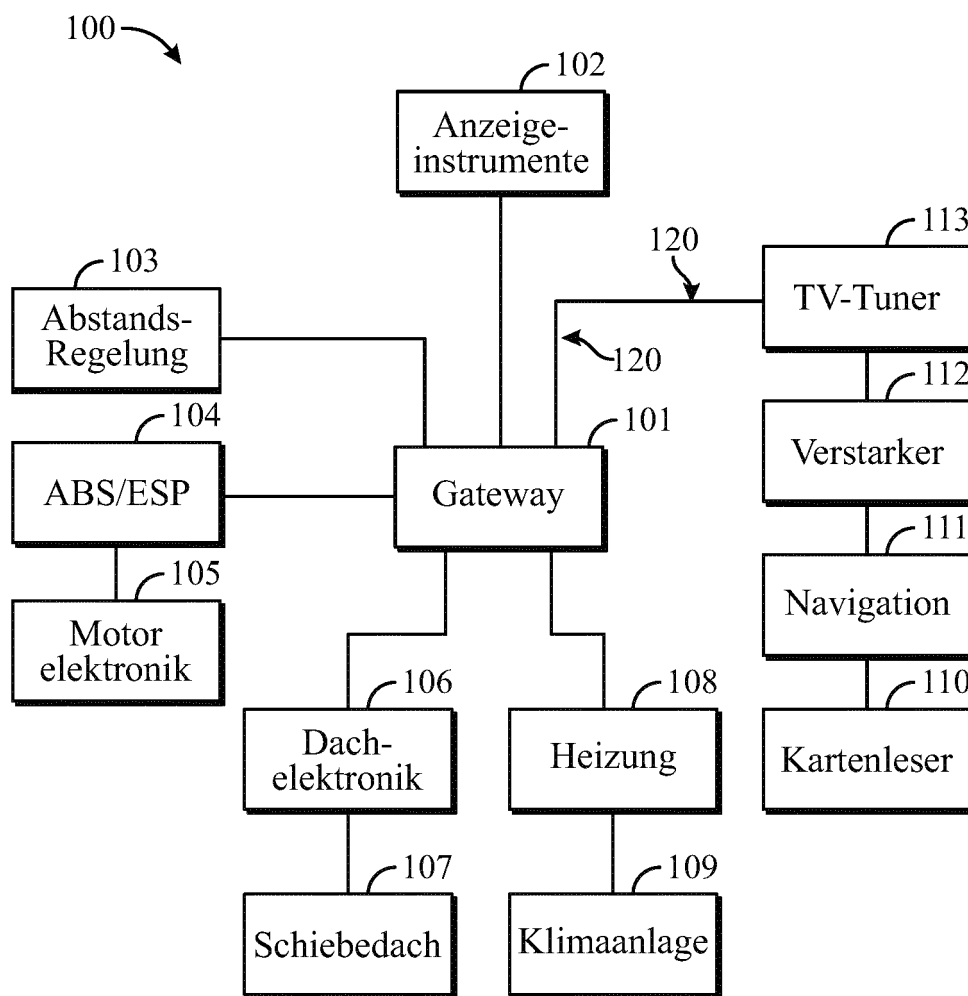 100
102
Anzeige-
instrumente
113
TV-Tuner
120
103
Abstands-
Regelung
120
112
Verstarker
104
ABS/ESP
101
Gateway
111
Navigation
105
Motor
elektronik
106
Dach-
elektronik
108
Heizung
110
Kartenleser
107
Schiebedach
109
Klimaanlage